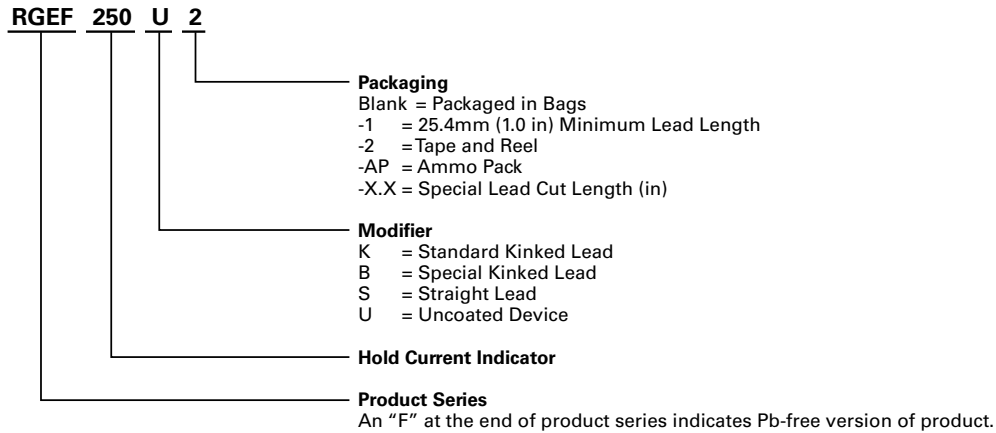 RGEF 250 U 2
Packaging
Blank = Packaged in Bags
-1 = 25.4mm (1.0 in) Minimum Lead Length
-2 =Tape and Reel
-AP = Ammo Pack
-X.X = Special Lead Cut Length (in)
Modifier
K = Standard Kinked Lead
B = Special Kinked Lead
S = Straight Lead
U = Uncoated Device
Hold Current Indicator
Product Series
An “F” at the end of product series indicates Pb-free version of product.